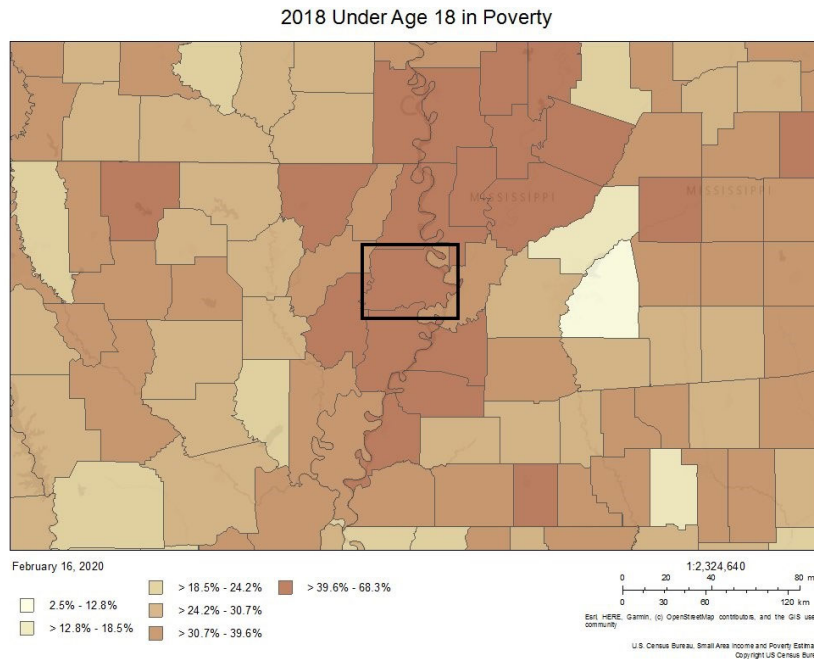 2018 Under Age 18 in Poverty
MISSISSIPPI
MISSISSIPPI
February 16, 2020
2.5% - 12.8%
> 12.8% - 18.5%
> 18.5% - 24.2%
> 24.2% - 30.7%
> 30.7% - 39.6%
> 39.6% - 68.3%
1:2,324,640
0 20 40 80 m
0 30 60 120 km
Esri, HERE, Garmin, (c) OpenStreetMap contributors, and the GIS use
community
U.S. Census Bureau, Small Area Income and Poverty Estima
Copyright US Census Bure